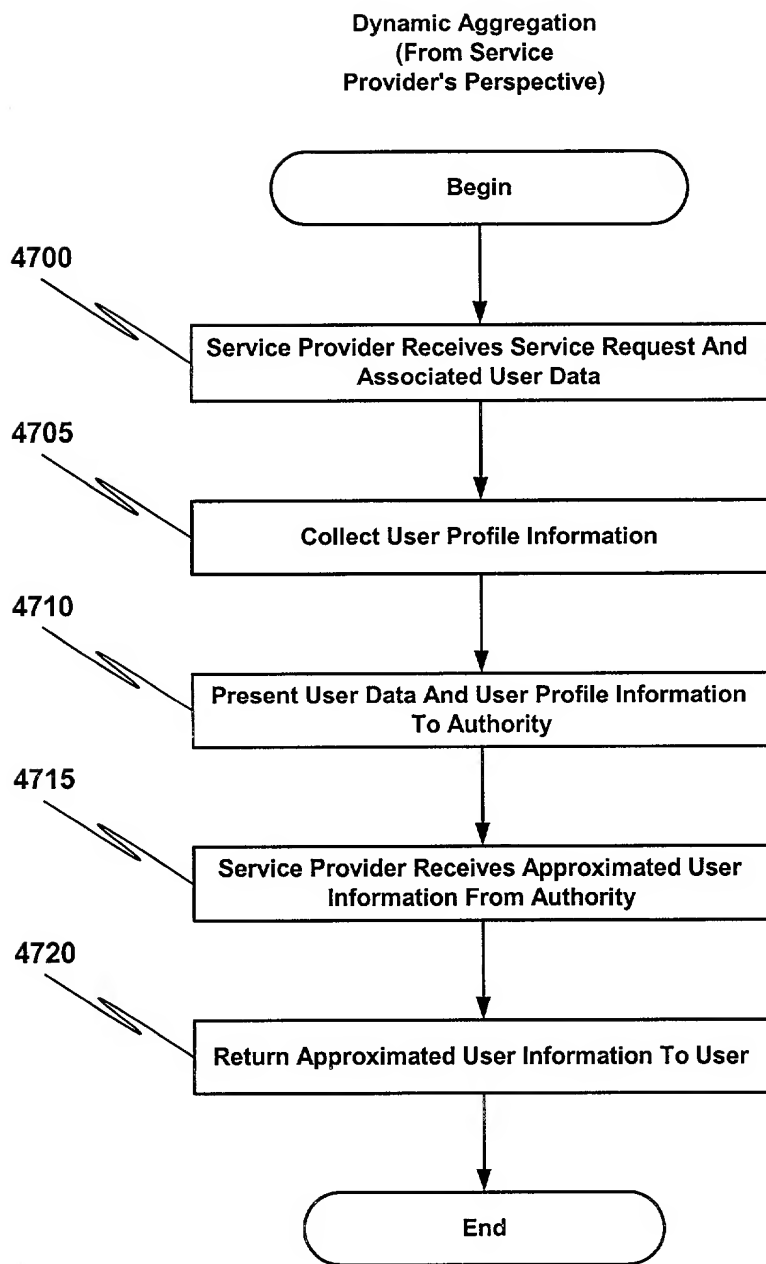 Dynamic Aggregation
(From Service
Provider's Perspective)
Begin
4700
Service Provider Receives Service Request And
Associated User Data
4705
Collect User Profile Information
4710
Present User Data And User Profile Information
To Authority
4715
Service Provider Receives Approximated User
Information From Authority
4720
Return Approximated User Information To User
End